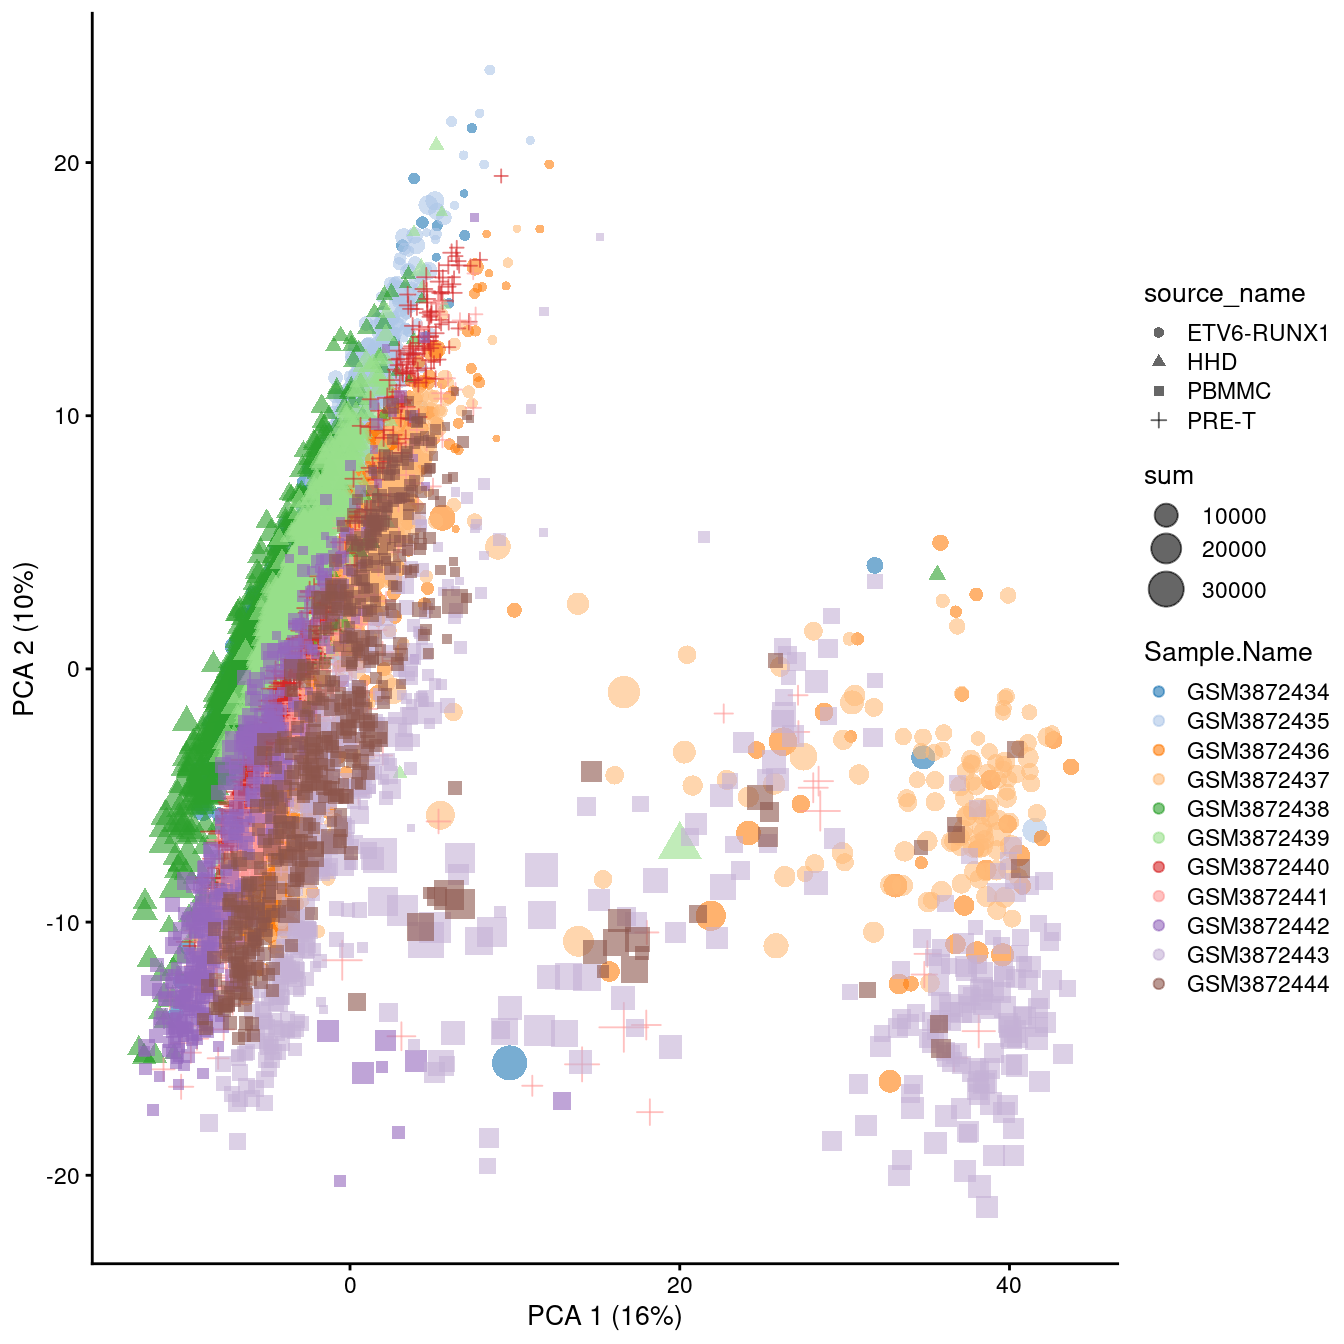 20
10
0
-10
-20
PCA 2 (10%)
0
20
40
PCA 1 (16%)
source_name
ETV6-RUNX1
HHD
PBMMC
PRE-T
sum
10000
20000
30000
Sample.Name
GSM3872434
GSM3872435
GSM3872436
GSM3872437
GSM3872438
GSM3872439
GSM3872440
GSM3872441
GSM3872442
GSM3872443
GSM3872444